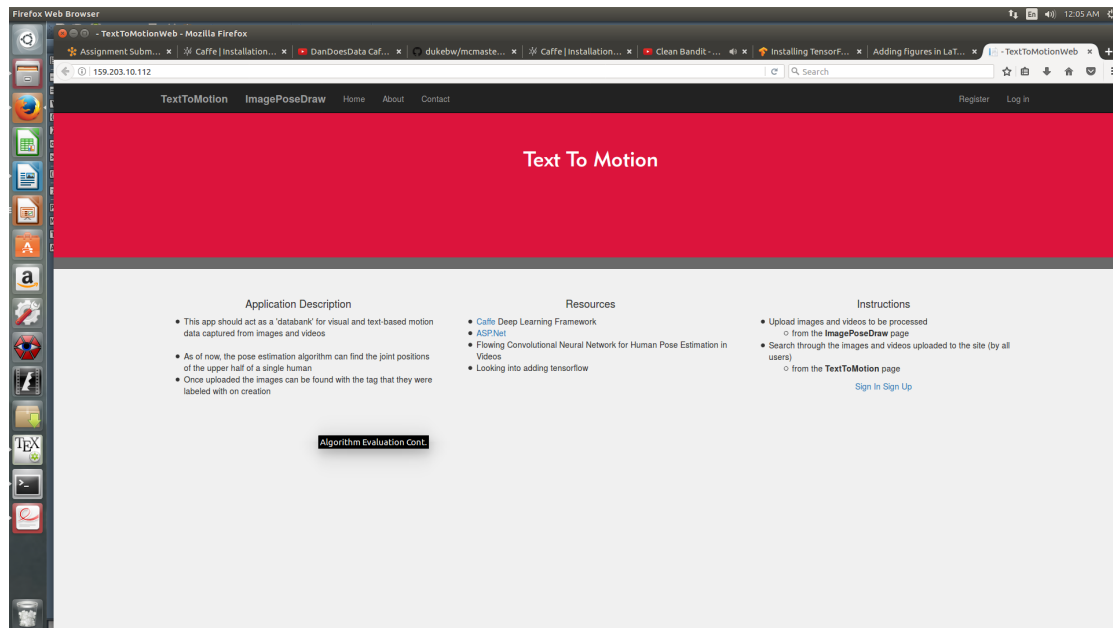 Firefox Web Browser
En 12:05 AM
- TextToMotionWeb - Mozilla Firefox
Assignment Subm... Caffe | Installation... DanDoesData Caf... dukebw/mcmaste... Caffe | Installation... Clean Bandit - ... Installing TensorF... Adding figures in LaT... - TextToMotionWeb
159.203.10.112
Search
TextToMotion ImagePoseDraw Home About Contact Register Log in
Text To Motion
Application Description
• This app should act as a 'databank' for visual and text-based motion
data captured from images and videos
• As of now, the pose estimation algorithm can find the joint positions
of the upper half of a single human
• Once uploaded the images can be found with the tag that they were
labeled with on creation
Resources
• Caffe Deep Learning Framework
• ASP.Net
• Flowing Convolutional Neural Network for Human Pose Estimation in
Videos
• Looking into adding tensorflow
Instructions
• Upload images and videos to be processed
○ from the ImagePoseDraw page
• Search through the images and videos uploaded to the site (by all
users)
○ from the TextToMotion page
Sign In Sign Up
Algorithm Evaluation Cont.
a
TEX